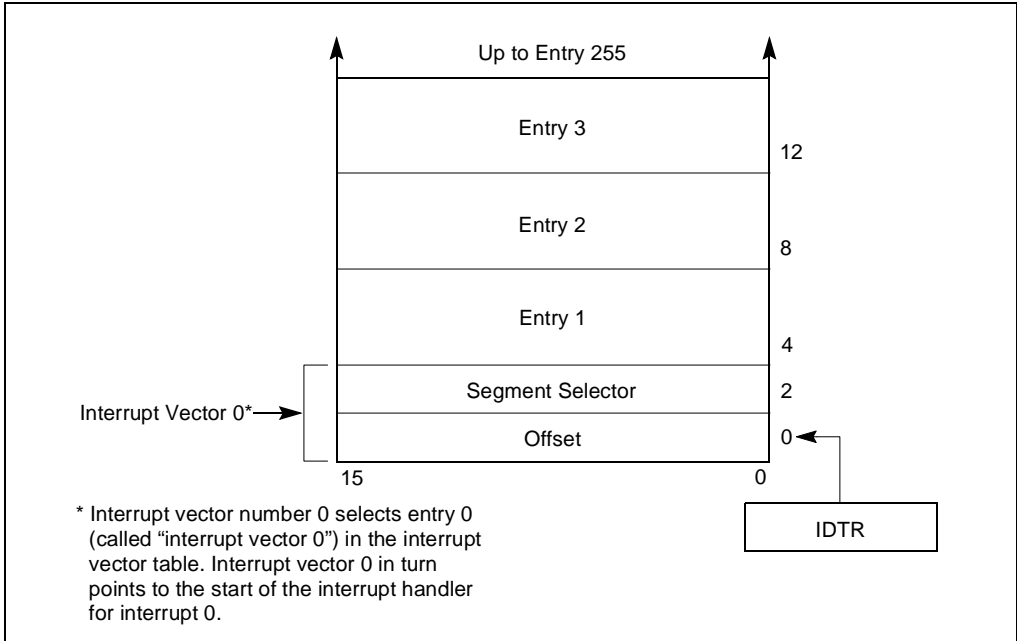 Up to Entry 255
Entry 3
12
Entry 2
8
Entry 1
4
Segment Selector
2
Interrupt Vector 0*
Offset
0
15
0
* Interrupt vector number 0 selects entry 0
(called “interrupt vector 0”) in the interrupt
vector table. Interrupt vector 0 in turn
points to the start of the interrupt handler
for interrupt 0.
IDTR